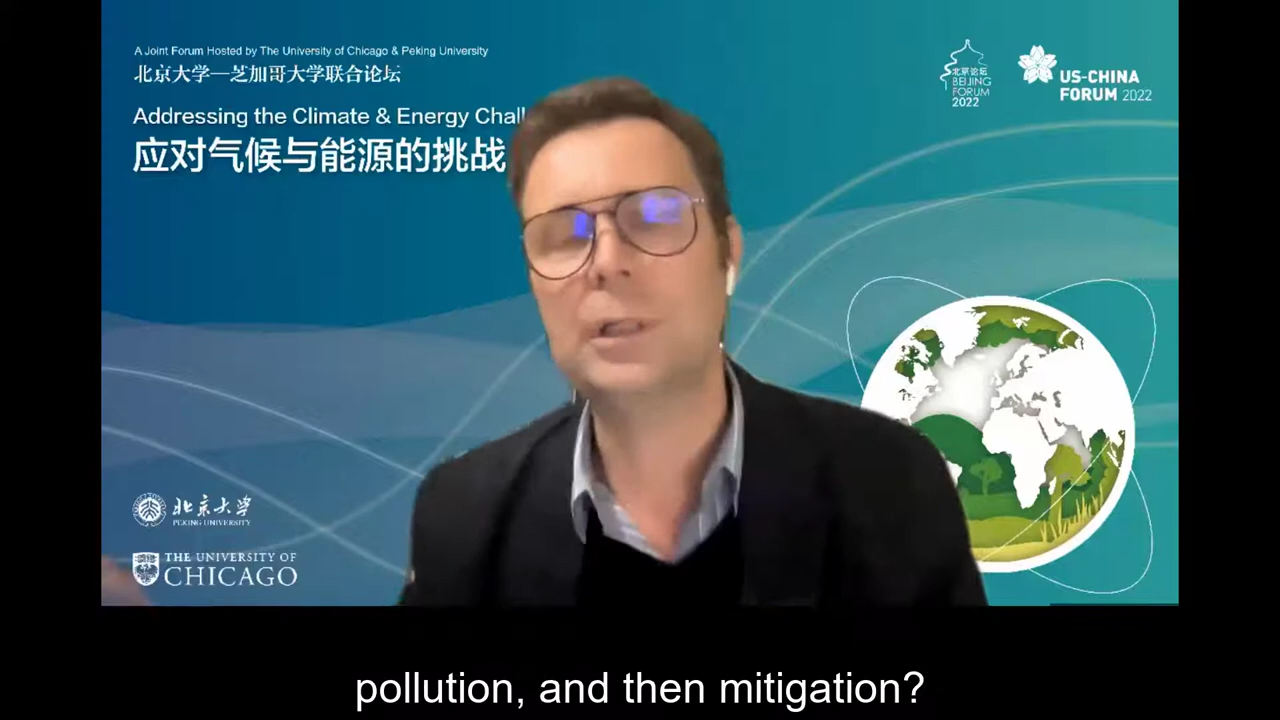 A Joint Forum Hosted by The University of Chicago & Peking University
北京大学—芝加哥大学联合论坛
Addressing the Climate & Energy Chall
应对气候与能源的挑战
北京论坛
BEIJING
FORUM
2022
US-CHINA
FORUM 2022
北京大学
PEKING UNIVERSITY
THE UNIVERSITY OF
CHICAGO
pollution, and then mitigation?